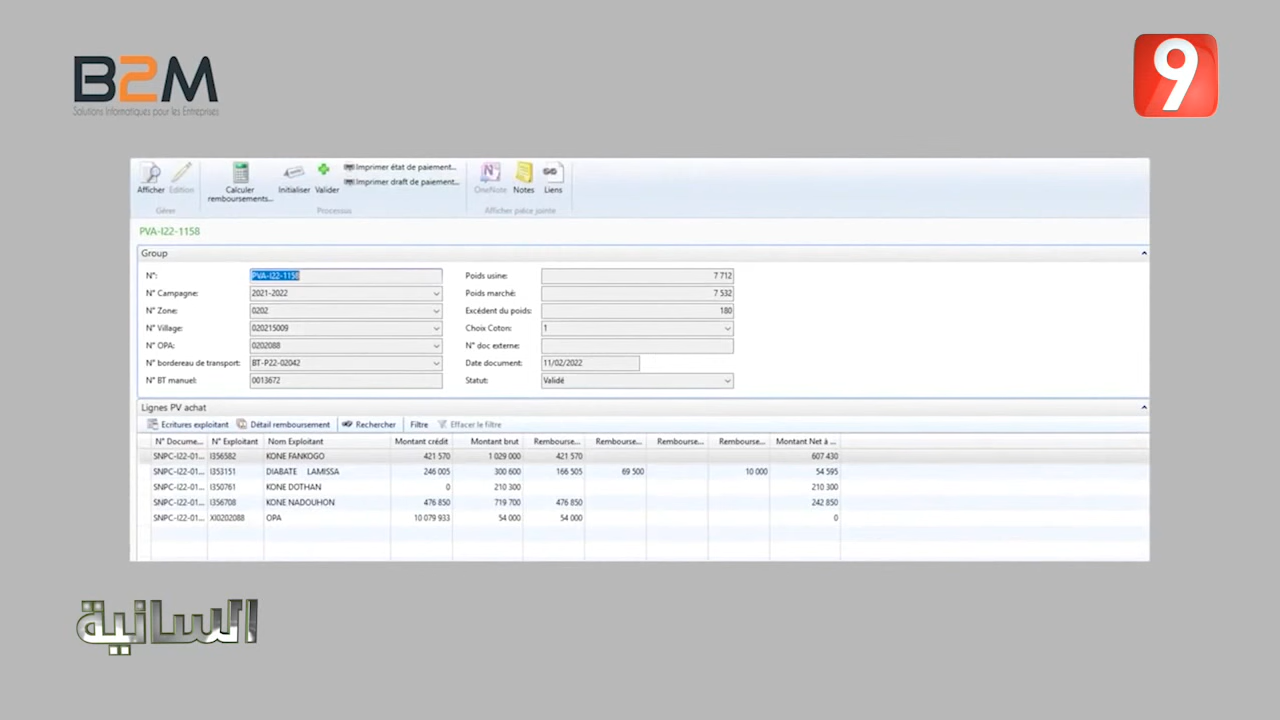 B2M
Solutions Informatiques pour les Entreprises
9
Afficher Edition
Gérer
Calculer remboursements...
Initialiser Valider
Imprimer état de paiement...
Imprimer draft de paiement...
Processus
OneNote Notes Liens
Afficher pièce jointe
PVA-I22-1158
Group
N°: PVA-I22-1158
N° Campagne: 2021-2022
N° Zone: 0202
N° Village: 020215009
N° OPA: 0202088
N° bordereau de transport: BT-P22-02042
N° BT manuel: 0013672
Poids usine: 7 712
Poids marché: 7 532
Excédent du poids: 180
Choix Coton: 1
N° doc externe:
Date document: 11/02/2022
Statut: Validé
Lignes PV achat
Ecritures exploitant Détail remboursement Rechercher Filtre Effacer le filtre
N° Docume... N° Exploitant Nom Exploitant Montant crédit Montant brut Rembourse... Rembourse... Rembourse... Rembourse... Montant Net à ...
SNPC-I22-01... I356582 KONE FANKOGO 421 570 1 029 000 421 570 607 430
SNPC-I22-01... I353151 DIABATE LAMISSA 246 005 300 600 166 505 69 500 10 000 54 595
SNPC-I22-01... I350761 KONE DOTHAN 0 210 300 210 300
SNPC-I22-01... I356708 KONE NADOUHON 476 850 719 700 476 850 242 850
SNPC-I22-01... XI0202088 OPA 10 079 933 54 000 54 000 0
السانية